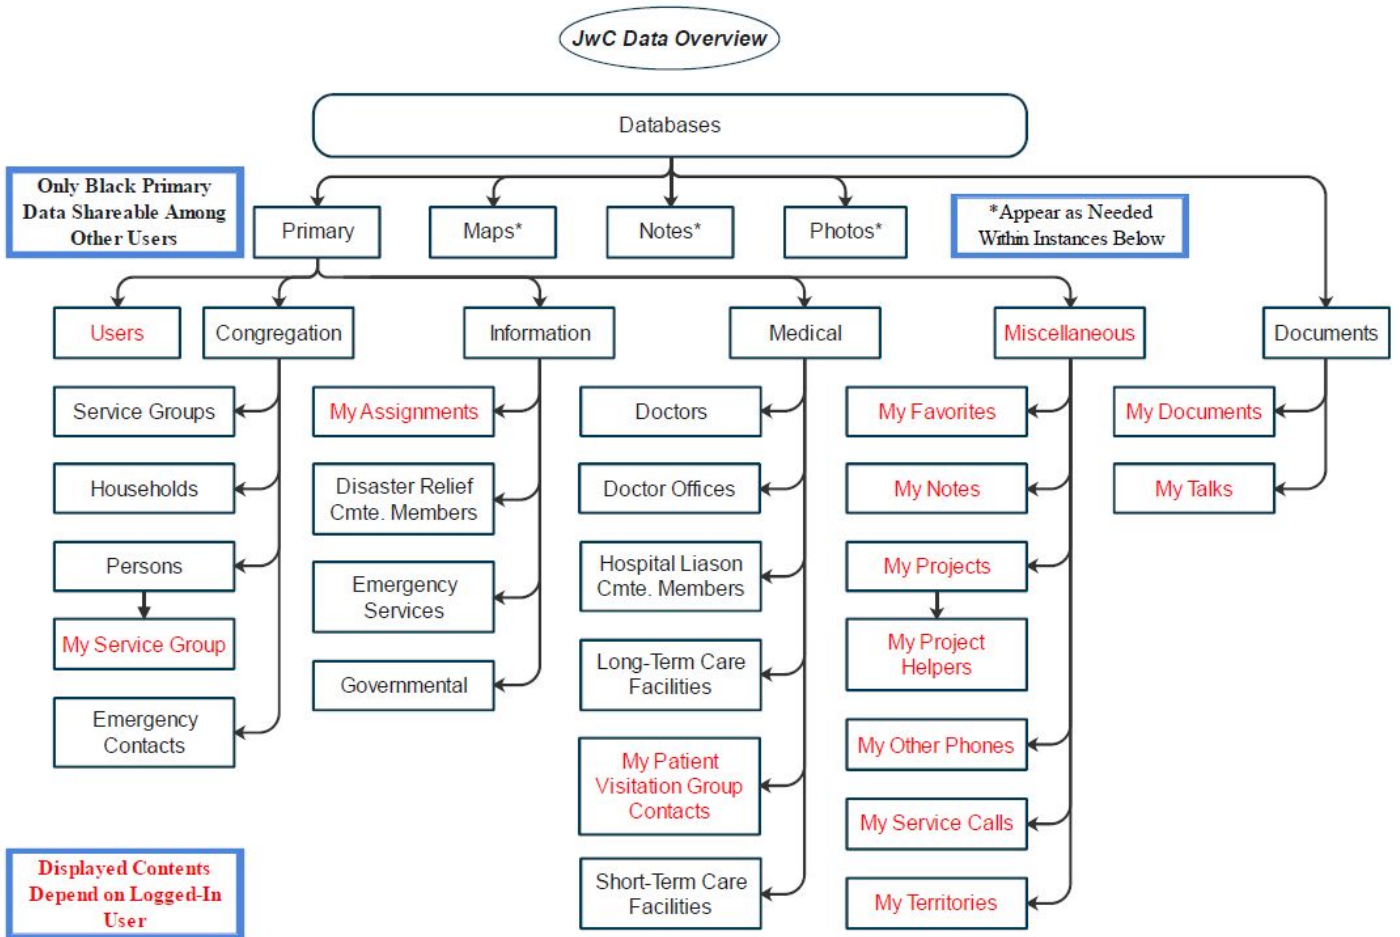 JwC Data Overview
Databases
Only Black Primary
Data Shareable Among
Other Users
Primary
Maps*
Notes*
Photos*
*Appear as Needed
Within Instances Below
Users
Congregation
Information
Medical
Miscellaneous
Documents
Service Groups
My Assignments
Doctors
My Favorites
My Documents
Households
Disaster Relief
Cmte. Members
Doctor Offices
My Notes
My Talks
Persons
Emergency
Services
Hospital Liason
Cmte. Members
My Projects
My Service Group
Governmental
Long-Term Care
Facilities
My Project
Helpers
Emergency
Contacts
My Patient
Visitation Group
Contacts
My Other Phones
My Service Calls
Displayed Contents
Depend on Logged-In
User
Short-Term Care
Facilities
My Territories